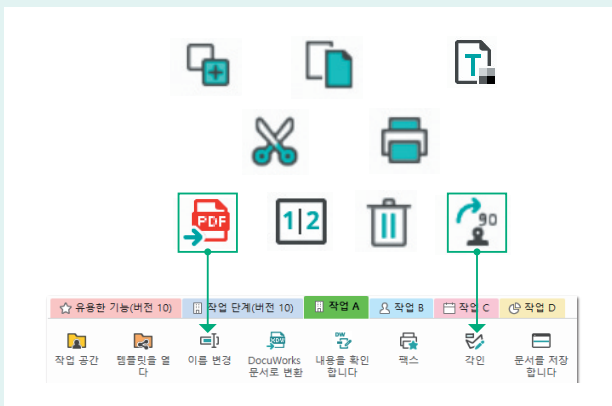 T
PDF
1|2
90
유용한 기능(버전 10) 작업 단계(버전 10) 작업 A 작업 B 작업 C 작업 D
DW
XDW
작업 공간 템플릿을 열 이름 변경 DocuWorks 내용을 확인 팩스 각인 문서를 저장
다 문서로 변환 합니다 합니다